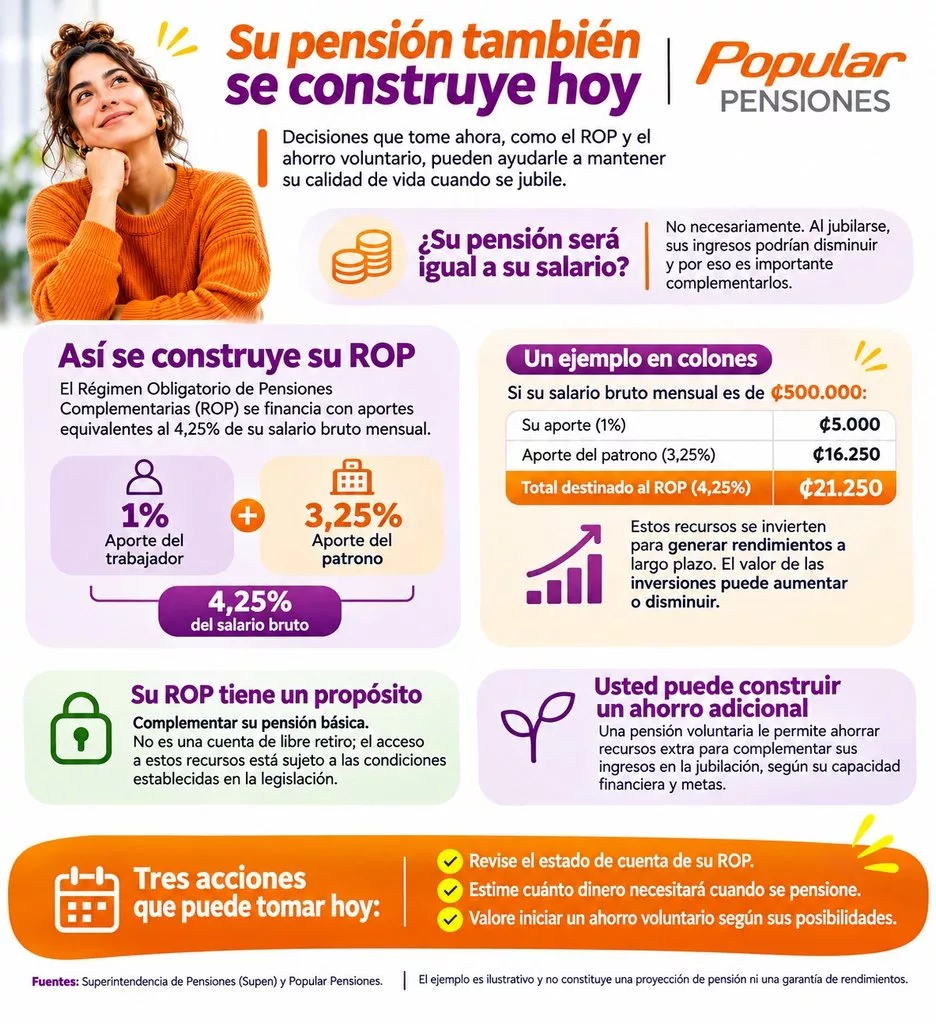 Su pensión también
se construye hoy
Popular
PENSIONES
Decisiones que tome ahora, como el ROP y el
ahorro voluntario, pueden ayudarle a mantener
su calidad de vida cuando se jubile.
¿Su pensión será
igual a su salario?
No necesariamente. Al jubilarse,
sus ingresos podrían disminuir
y por eso es importante
complementarlos.
Así se construye su ROP
El Régimen Obligatorio de Pensiones
Complementarias (ROP) se financia con aportes
equivalentes al 4,25% de su salario bruto mensual.
1%
Aporte del
trabajador
+
3,25%
Aporte del
patrono
4,25%
del salario bruto
Un ejemplo en colones
Si su salario bruto mensual es de ₡500.000:
Su aporte (1%) ₡5.000
Aporte del patrono (3,25%) ₡16.250
Total destinado al ROP (4,25%) ₡21.250
Estos recursos se invierten
para generar rendimientos a
largo plazo. El valor de las
inversiones puede aumentar
o disminuir.
Su ROP tiene un propósito
Complementar su pensión básica.
No es una cuenta de libre retiro; el acceso
a estos recursos está sujeto a las condiciones
establecidas en la legislación.
Usted puede construir
un ahorro adicional
Una pensión voluntaria le permite ahorrar
recursos extra para complementar sus
ingresos en la jubilación, según su capacidad
financiera y metas.
Tres acciones
que puede tomar hoy:
Revise el estado de cuenta de su ROP.
Estime cuánto dinero necesitará cuando se pensione.
Valore iniciar un ahorro voluntario según sus posibilidades.
Fuentes: Superintendencia de Pensiones (Supen) y Popular Pensiones.
El ejemplo es ilustrativo y no constituye una proyección de pensión ni una garantía de rendimientos.